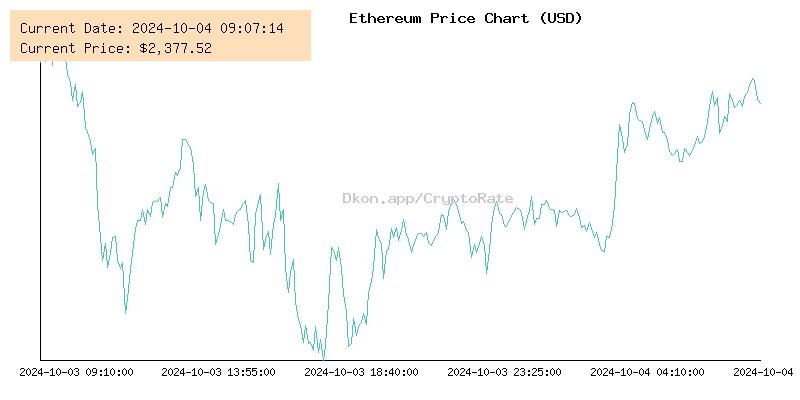 Ethereum Price Chart (USD)
Current Date: 2024-10-04 09:07:14
Current Price: $2,377.52
Dkon.app/CryptoRate
2024-10-03 09:10:00 2024-10-03 13:55:00 2024-10-03 18:40:00 2024-10-03 23:25:00 2024-10-04 04:10:00 2024-10-04